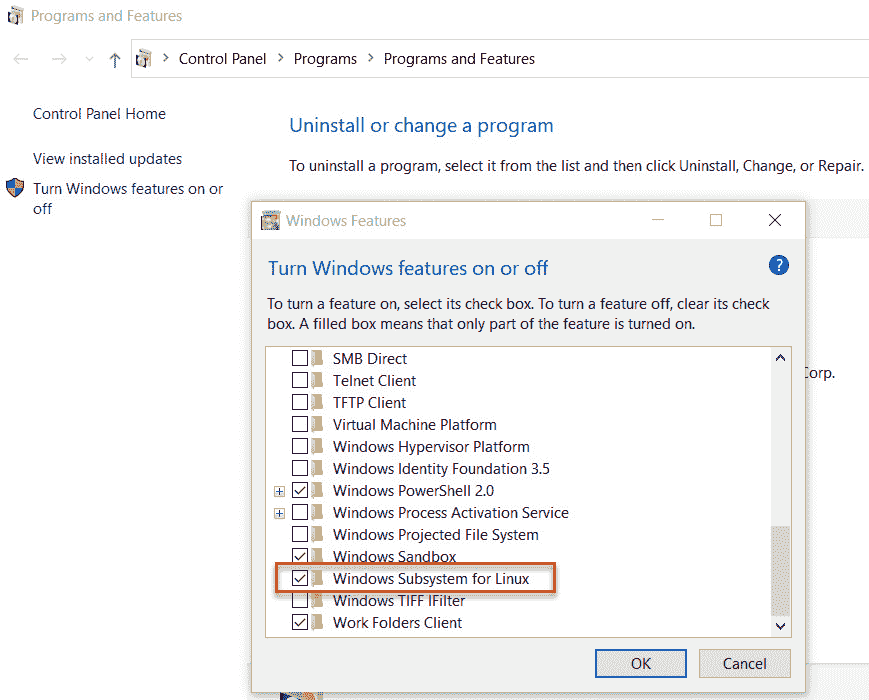 Programs and Features
Control Panel > Programs > Programs and Features
Control Panel Home
View installed updates
Turn Windows features on or
off
Uninstall or change a program
To uninstall a program, select it from the list and then click Uninstall, Change, or Repair.
Windows Features
Turn Windows features on or off
?
To turn a feature on, select its check box. To turn a feature off, clear its check
box. A filled box means that only part of the feature is turned on.
SMB Direct
Telnet Client
TFTP Client
Virtual Machine Platform
Windows Hypervisor Platform
Windows Identity Foundation 3.5
Windows PowerShell 2.0
Windows Process Activation Service
Windows Projected File System
Windows Sandbox
Windows Subsystem for Linux
Windows TIFF IFilter
Work Folders Client
Corp.
OK
Cancel